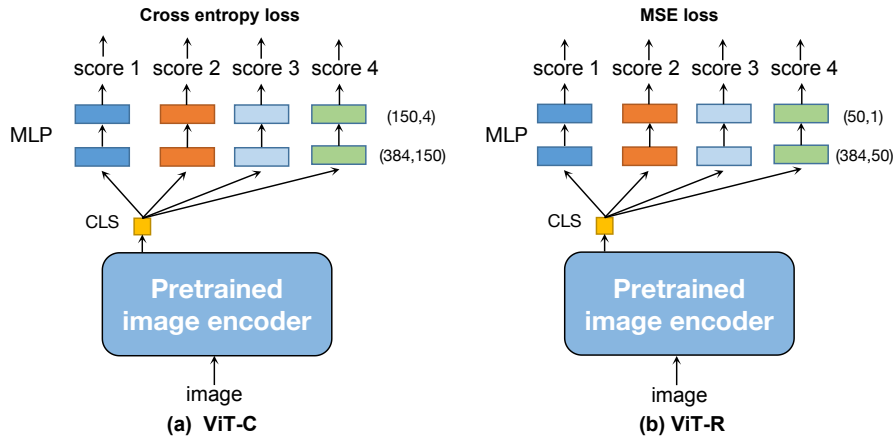 Cross entropy loss
score 1 score 2 score 3 score 4
MLP
(150,4)
(384,150)
CLS
Pretrained
image encoder
image
(a) ViT-C
MSE loss
score 1 score 2 score 3 score 4
MLP
(50,1)
(384,50)
CLS
Pretrained
image encoder
image
(b) ViT-R